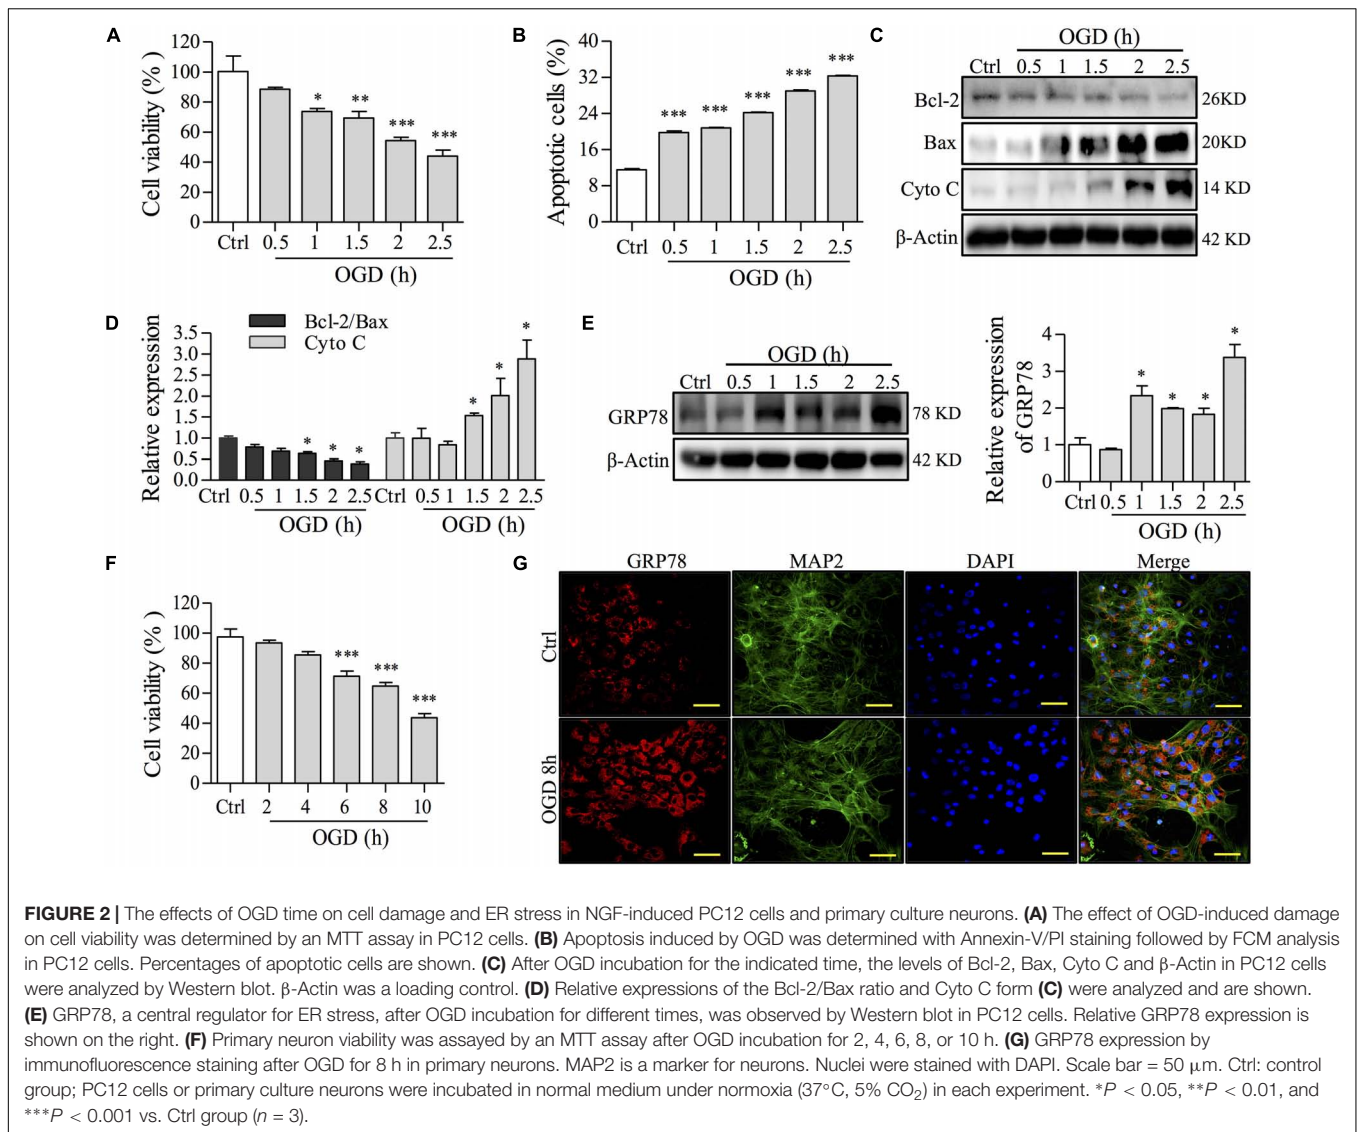 A
120
100
80
60
40
20
0
Cell viability (% )
*
**
***
***
Ctrl 0.5 1 1.5 2 2.5
OGD (h)
B
40
32
24
16
8
0
Apoptotic cells (%)
***
***
***
***
***
Ctrl 0.5 1 1.5 2 2.5
OGD (h)
C
OGD (h)
Ctrl 0.5 1 1.5 2 2.5
Bcl-2 26KD
Bax 20KD
Cyto C 14 KD
β-Actin 42 KD
D
Bcl-2/Bax
Cyto C
3.5
3.0
2.5
2.0
1.5
1.0
0.5
0.0
Relative expression
* * *
* * *
Ctrl 0.5 1 1.5 2 2.5 Ctrl 0.5 1 1.5 2 2.5
OGD (h) OGD (h)
E
OGD (h)
Ctrl 0.5 1 1.5 2 2.5
GRP78 78 KD
β-Actin 42 KD
Relative expression
of GRP78
4
3
2
1
0
* * * *
Ctrl 0.5 1 1.5 2 2.5
OGD (h)
F
120
100
80
60
40
20
0
Cell viability (% )
***
***
***
Ctrl 2 4 6 8 10
OGD (h)
G
GRP78 MAP2 DAPI Merge
Ctrl
OGD 8h
FIGURE 2 | The effects of OGD time on cell damage and ER stress in NGF-induced PC12 cells and primary culture neurons. (A) The effect of OGD-induced damage
on cell viability was determined by an MTT assay in PC12 cells. (B) Apoptosis induced by OGD was determined with Annexin-V/PI staining followed by FCM analysis
in PC12 cells. Percentages of apoptotic cells are shown. (C) After OGD incubation for the indicated time, the levels of Bcl-2, Bax, Cyto C and β-Actin in PC12 cells
were analyzed by Western blot. β-Actin was a loading control. (D) Relative expressions of the Bcl-2/Bax ratio and Cyto C form (C) were analyzed and are shown.
(E) GRP78, a central regulator for ER stress, after OGD incubation for different times, was observed by Western blot in PC12 cells. Relative GRP78 expression is
shown on the right. (F) Primary neuron viability was assayed by an MTT assay after OGD incubation for 2, 4, 6, 8, or 10 h. (G) GRP78 expression by
immunofluorescence staining after OGD for 8 h in primary neurons. MAP2 is a marker for neurons. Nuclei were stained with DAPI. Scale bar = 50 μm. Ctrl: control
group; PC12 cells or primary culture neurons were incubated in normal medium under normoxia (37°C, 5% CO₂) in each experiment. *P < 0.05, **P < 0.01, and
***P < 0.001 vs. Ctrl group (n = 3).